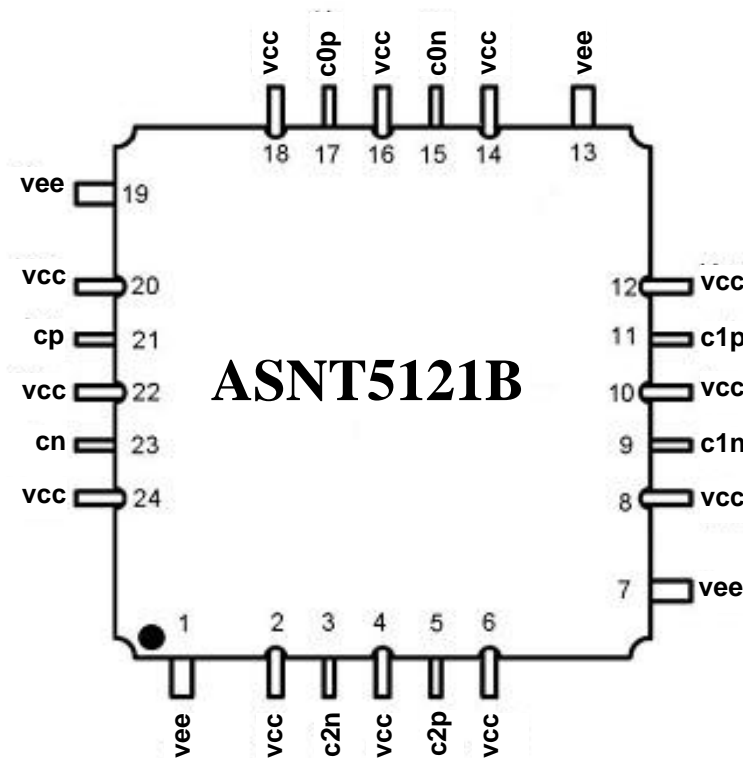 vcc c0p vcc c0n vcc vee
18 17 16 15 14 13
vee 19
vcc 20
12 vcc
cp 21
11 c1p
vcc 22
ASNT5121B
10 vcc
cn 23
9 c1n
vcc 24
8 vcc
7 vee
1 2 3 4 5 6
vee vcc c2n vcc c2p vcc